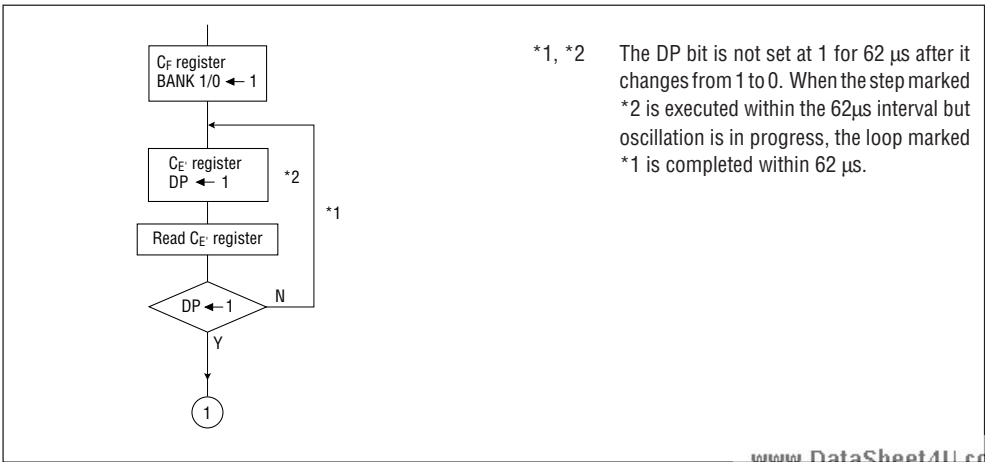 C_F register
BANK 1/0 ← 1
C_E' register
DP ← 1
*2
*1
Read C_E' register
DP ← 1
N
Y
1
*1, *2 The DP bit is not set at 1 for 62 μs after it
changes from 1 to 0. When the step marked
*2 is executed within the 62μs interval but
oscillation is in progress, the loop marked
*1 is completed within 62 μs.
www.DataSheet4U.co